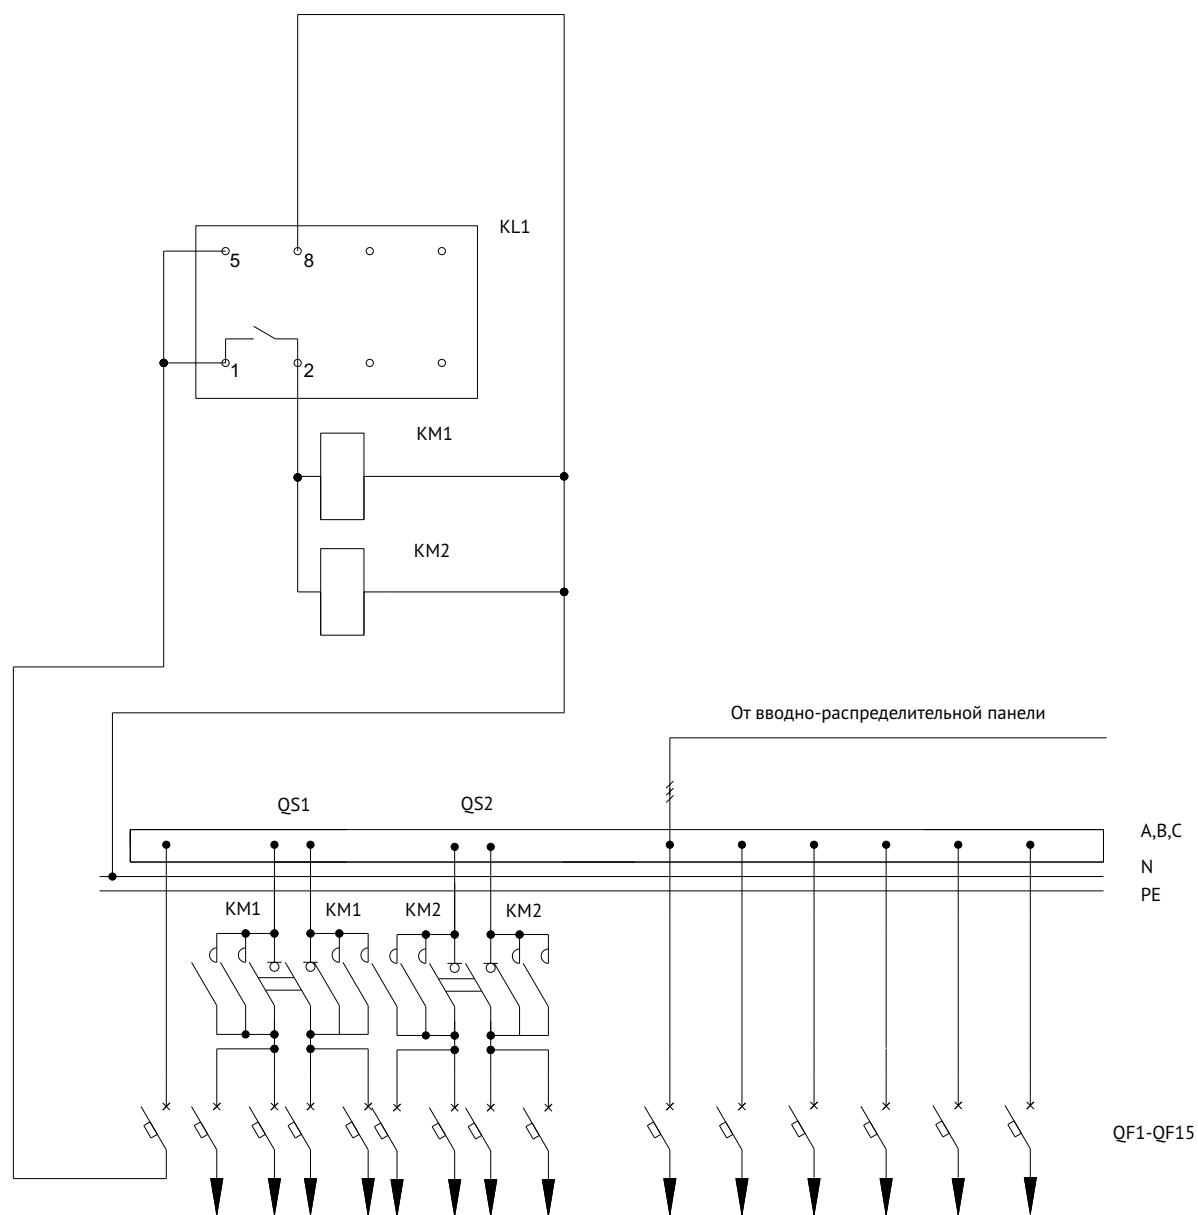 KL1
5
8
1
2
KM1
KM2
От вводно-распределительной панели
QS1
QS2
A,B,C
N
PE
KM1
KM1
KM2
KM2
QF1-QF15